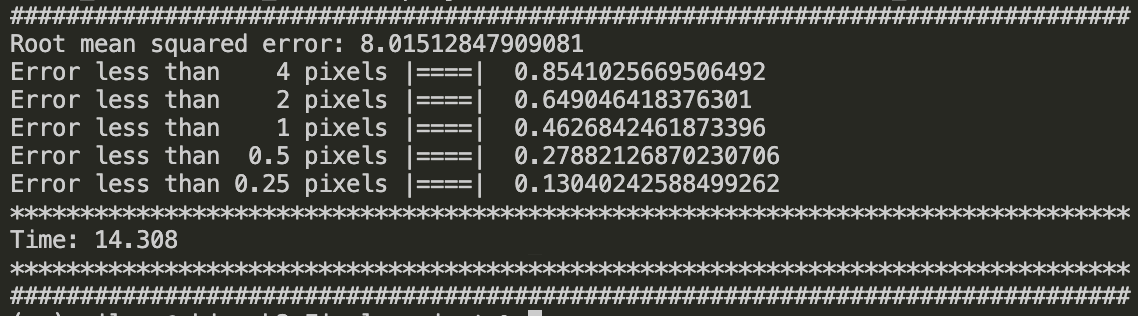 ################################################################################
Root mean squared error: 8.01512847909081
Error less than    4 pixels |====|  0.8541025669506492
Error less than    2 pixels |====|  0.649046418376301
Error less than    1 pixels |====|  0.4626842461873396
Error less than  0.5 pixels |====|  0.27882126870230706
Error less than 0.25 pixels |====|  0.13040242588499262
********************************************************************************
Time: 14.308
********************************************************************************
################################################################################